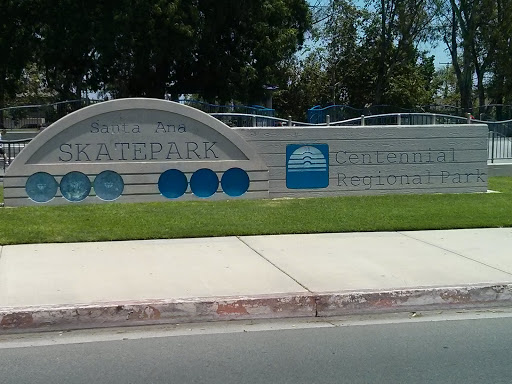 Santa Ana
SKATEPARK
Centennial
Regional Park